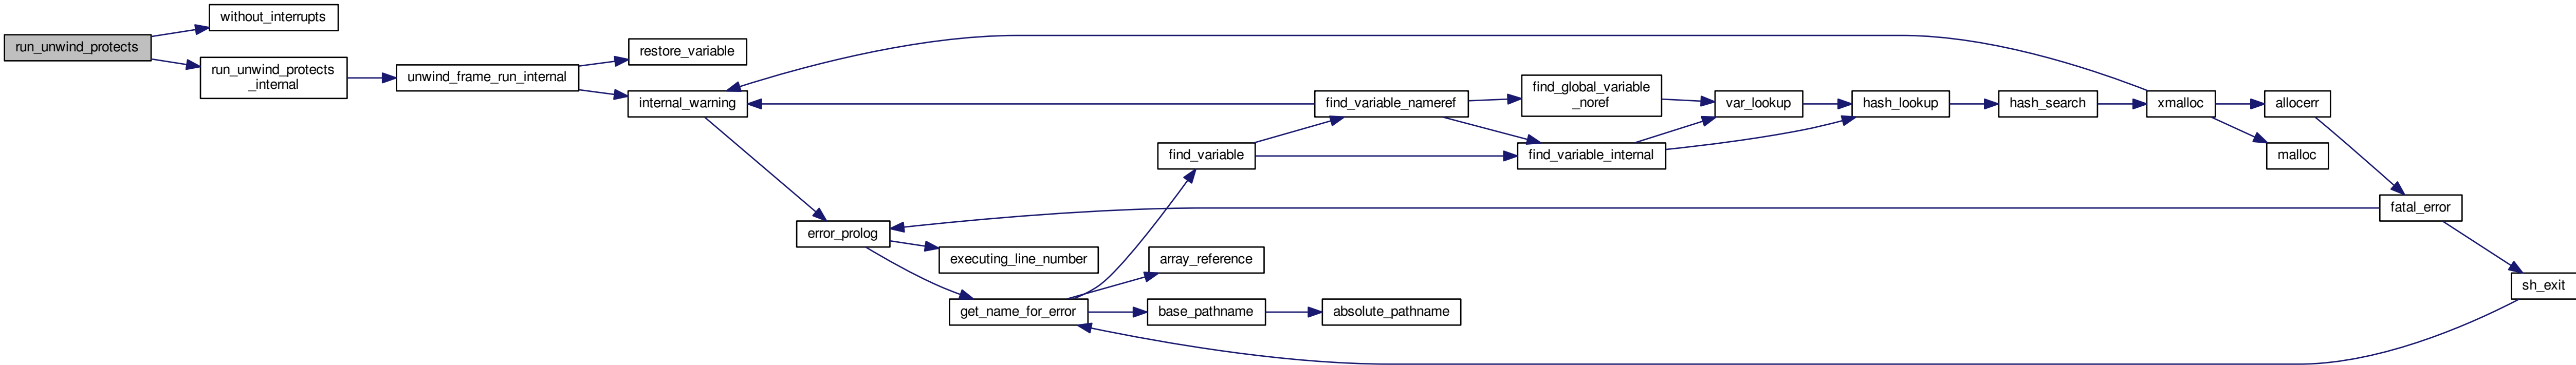 run_unwind_protects
without_interrupts
run_unwind_protects
_internal
unwind_frame_run_internal
restore_variable
internal_warning
error_prolog
executing_line_number
get_name_for_error
find_variable
array_reference
base_pathname
absolute_pathname
find_variable_nameref
find_global_variable
_noref
find_variable_internal
var_lookup
hash_lookup
hash_search
xmalloc
allocerr
malloc
fatal_error
sh_exit